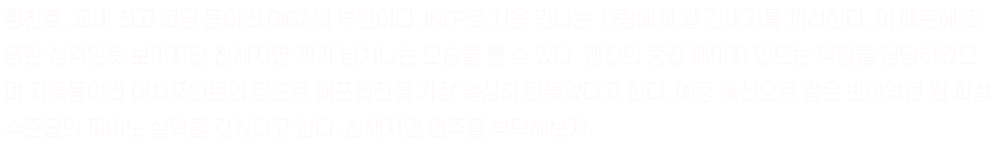 정찬호: 교내 최고 코딩 동아리 GIGA의 부원이다. INFP로 처음 만나는 사람에게 말 건내기를 꺼려한다. 이 때문에 조
용한 성격인듯 보이지만 친해지면 끼가 넘쳐나는 모습을 볼 수 있다. 웹진의 중간 페이지 만드는 역할을 담당하였으
며 자율동아리 매치포인트의 짱으로 매포웹진을 가장 열심히 만들었다고 한다. 예중 출신으로 같은 반이었던 짱 피셜
수준급의 피아노 실력을 갖췄다고 한다. 친해지면 연주를 부탁해보자.